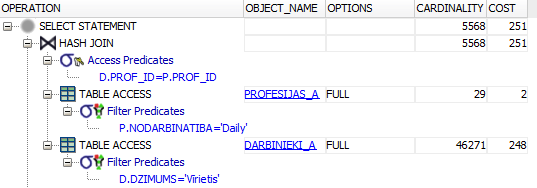 OPERATION OBJECT_NAME OPTIONS CARDINALITY COST
SELECT STATEMENT 5568 251
HASH JOIN 5568 251
Access Predicates
D.PROF_ID=P.PROF_ID
TABLE ACCESS PROFESIJAS_A FULL 29 2
Filter Predicates
P.NODARBINATIBA='Daily'
TABLE ACCESS DARBINIEKI_A FULL 46271 248
Filter Predicates
D.DZIMUMS='Virietis'